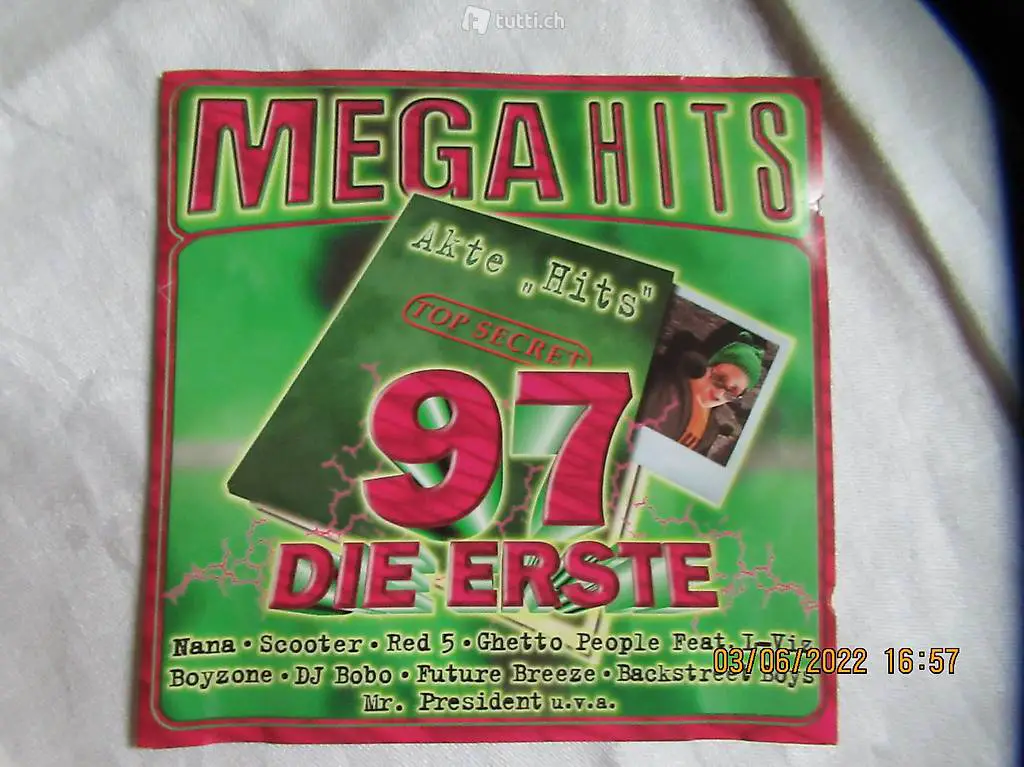 tutti.ch
MEGA HITS
Akte „Hits"
TOP SECRET
97
DIE ERSTE
Nana · Scooter · Red 5 · Ghetto People Feat. L-Viz
Boyzone · DJ Bobo · Future Breeze · Backstreet Boys
Mr. President u.v.a.
03/06/2022 16:57